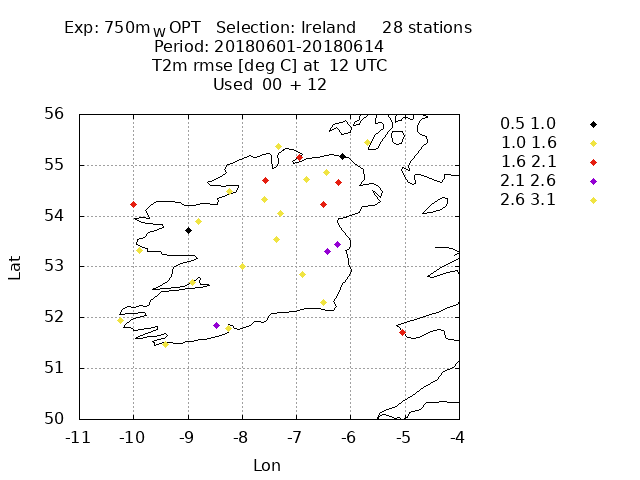 Exp: 750m W OPT Selection: Ireland 28 stations
Period: 20180601-20180614
T2m rmse [deg C] at 12 UTC
Used 00 + 12
0.5 1.0
1.0 1.6
1.6 2.1
2.1 2.6
2.6 3.1
56
55
54
53
52
51
50
Lat
-11 -10 -9 -8 -7 -6 -5 -4
Lon